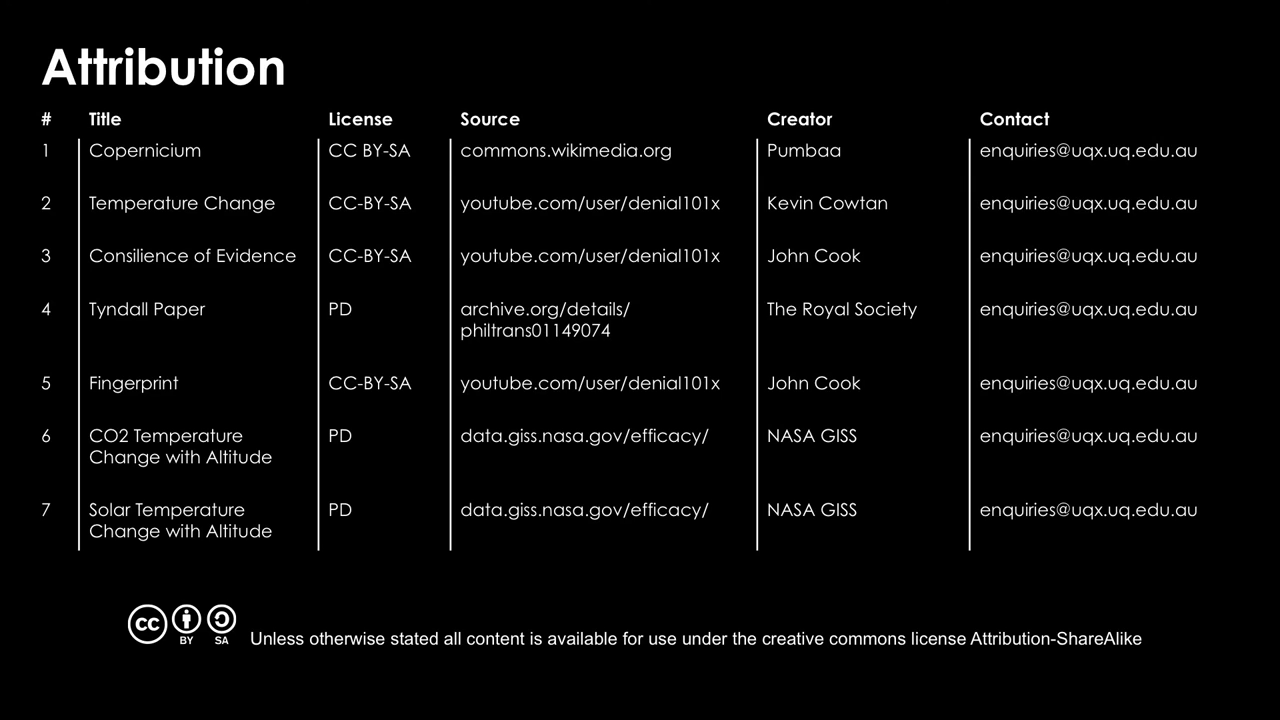 Attribution
# Title License Source Creator Contact
1 Copernicium CC BY-SA commons.wikimedia.org Pumbaa enquiries@uqx.uq.edu.au
2 Temperature Change CC-BY-SA youtube.com/user/denial101x Kevin Cowtan enquiries@uqx.uq.edu.au
3 Consilience of Evidence CC-BY-SA youtube.com/user/denial101x John Cook enquiries@uqx.uq.edu.au
4 Tyndall Paper PD archive.org/details/ The Royal Society enquiries@uqx.uq.edu.au
philtrans01149074
5 Fingerprint CC-BY-SA youtube.com/user/denial101x John Cook enquiries@uqx.uq.edu.au
6 CO2 Temperature PD data.giss.nasa.gov/efficacy/ NASA GISS enquiries@uqx.uq.edu.au
Change with Altitude
7 Solar Temperature PD data.giss.nasa.gov/efficacy/ NASA GISS enquiries@uqx.uq.edu.au
Change with Altitude
cc BY SA Unless otherwise stated all content is available for use under the creative commons license Attribution-ShareAlike